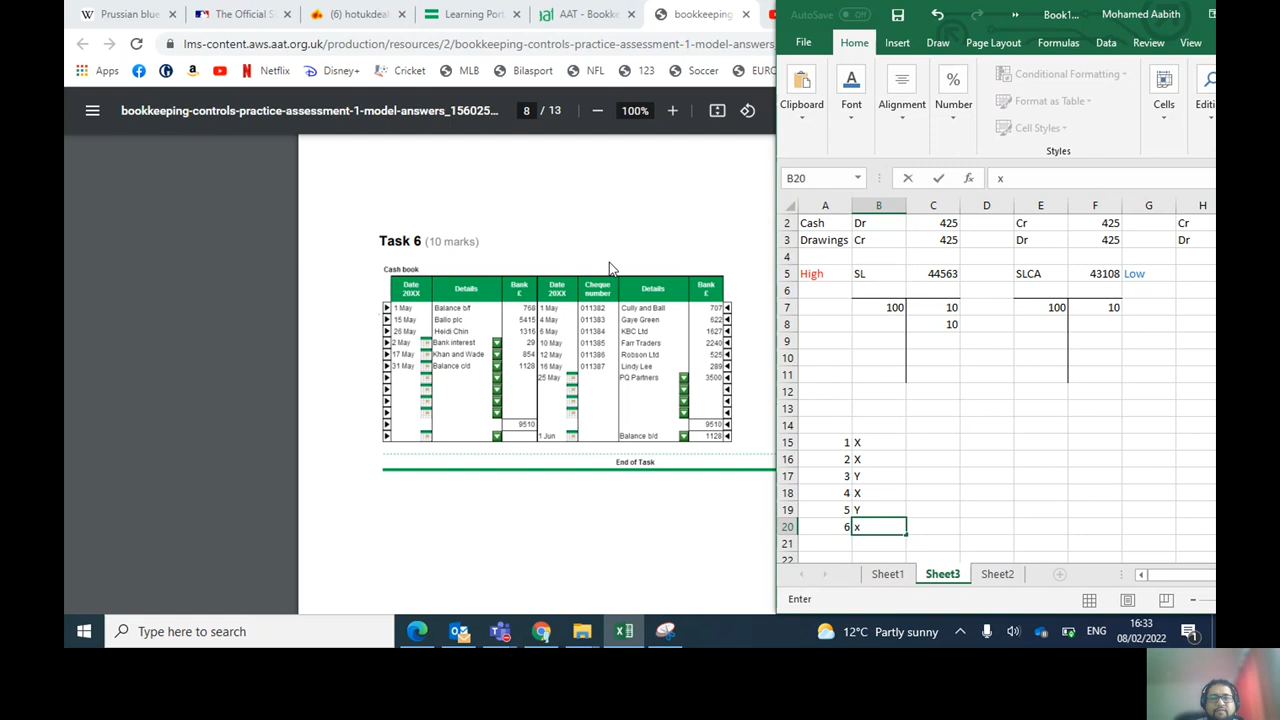 Prussian blue
The Official S
(6) hotukdeal
Learning Port
AAT - Bookke
bookkeeping
AutoSave Off
Book1...
Mohamed Aabith
lms-content.aws.aat.org.uk/production/resources/2/bookkeeping-controls-practice-assessment-1-model-answers
File Home Insert Draw Page Layout Formulas Data Review View
Apps Netflix Disney+ Cricket MLB Bilasport NFL 123 Soccer EURO
bookkeeping-controls-practice-assessment-1-model-answers_156025... 8 / 13 100%
Clipboard Font Alignment Number
Conditional Formatting
Format as Table
Cell Styles
Styles
Cells Editi
B20 fx x
A B C D E F G H
2 Cash Dr 425 Cr 425 Cr
3 Drawings Cr 425 Dr 425 Dr
4
5 High SL 44563 SLCA 43108 Low
6
7 100 10 100 10
8 10
9
10
11
12
13
15 1 X
16 2 X
17 3 Y
18 4 X
19 5 Y
20 6 x
21
22
Sheet1 Sheet3 Sheet2
Enter
Task 6 (10 marks)
Cash book
Date 20XX Details Bank £ Date 20XX Cheque number Details Bank £
1 May Balance b/f 768 1 May 011382 Cully and Ball 707
15 May Ballo plc 5415 4 May 011383 Gaye Green 622
26 May Heidi Chin 1316 6 May 011384 KBC Ltd 1627
2 May Bank interest 29 10 May 011385 Farr Traders 2240
17 May Khan and Wade 854 12 May 011386 Robson Ltd 525
31 May Balance c/d 1128 16 May 011387 Lindy Lee 289
25 May PQ Partners 3500
9510 9510
1 Jun Balance b/d 1128
End of Task
Type here to search
12°C Partly sunny
ENG
16:33
08/02/2022